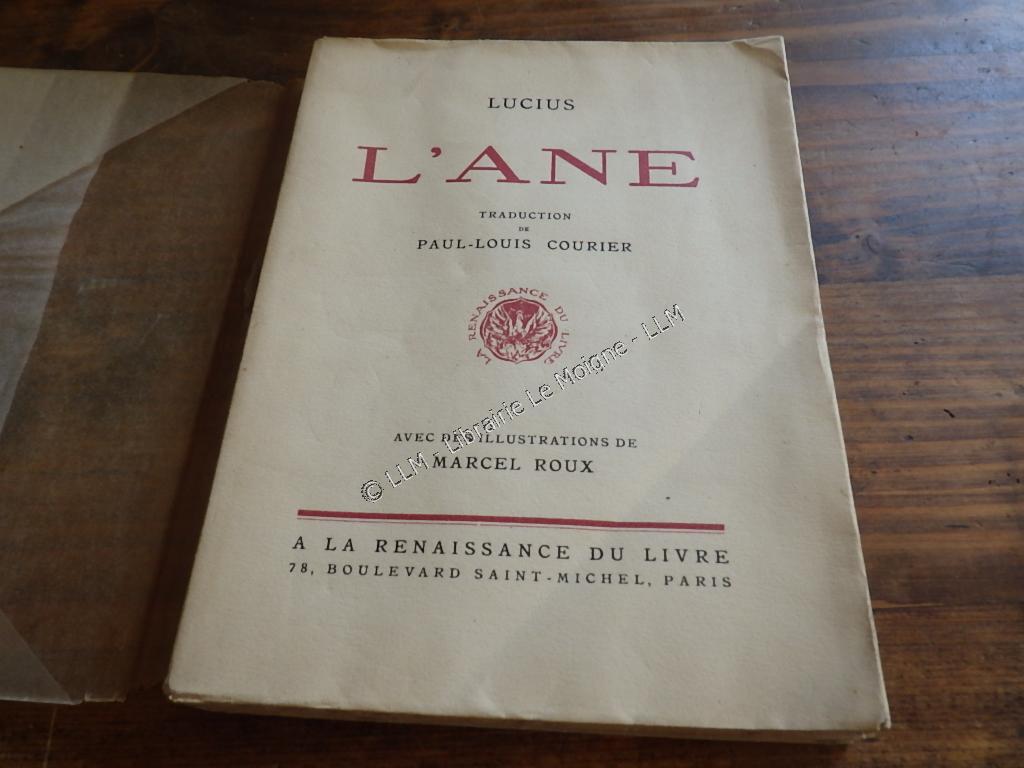 LUCIUS
L'ANE
TRADUCTION
DE
PAUL-LOUIS COURIER
LA RENAISSANCE DU LIVRE
© LLM - Librairie Le Moigne - LLM
AVEC DES ILLUSTRATIONS DE
MARCEL ROUX
A LA RENAISSANCE DU LIVRE
78, BOULEVARD SAINT-MICHEL, PARIS